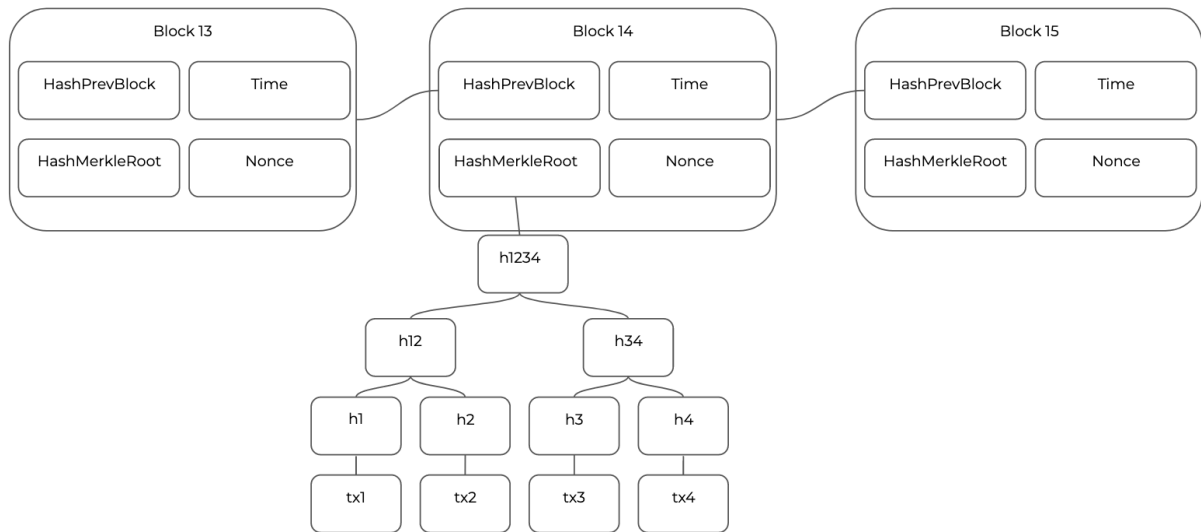 Block 13
HashPrevBlock
Time
HashMerkleRoot
Nonce
Block 14
HashPrevBlock
Time
HashMerkleRoot
Nonce
Block 15
HashPrevBlock
Time
HashMerkleRoot
Nonce
h1234
h12
h34
h1
h2
h3
h4
tx1
tx2
tx3
tx4